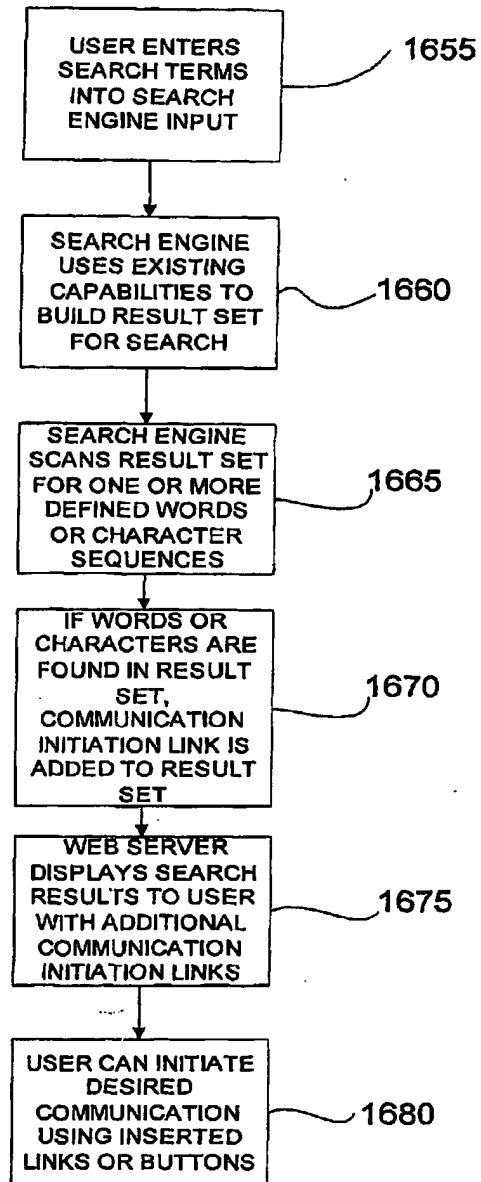 USER ENTERS
SEARCH TERMS
INTO SEARCH
ENGINE INPUT
1655
SEARCH ENGINE
USES EXISTING
CAPABILITIES TO
BUILD RESULT SET
FOR SEARCH
1660
SEARCH ENGINE
SCANS RESULT SET
FOR ONE OR MORE
DEFINED WORDS
OR CHARACTER
SEQUENCES
1665
IF WORDS OR
CHARACTERS ARE
FOUND IN RESULT
SET,
COMMUNICATION
INITIATION LINK IS
ADDED TO RESULT
SET
1670
WEB SERVER
DISPLAYS SEARCH
RESULTS TO USER
WITH ADDITIONAL
COMMUNICATION
INITIATION LINKS
1675
USER CAN INITIATE
DESIRED
COMMUNICATION
USING INSERTED
LINKS OR BUTTONS
1680